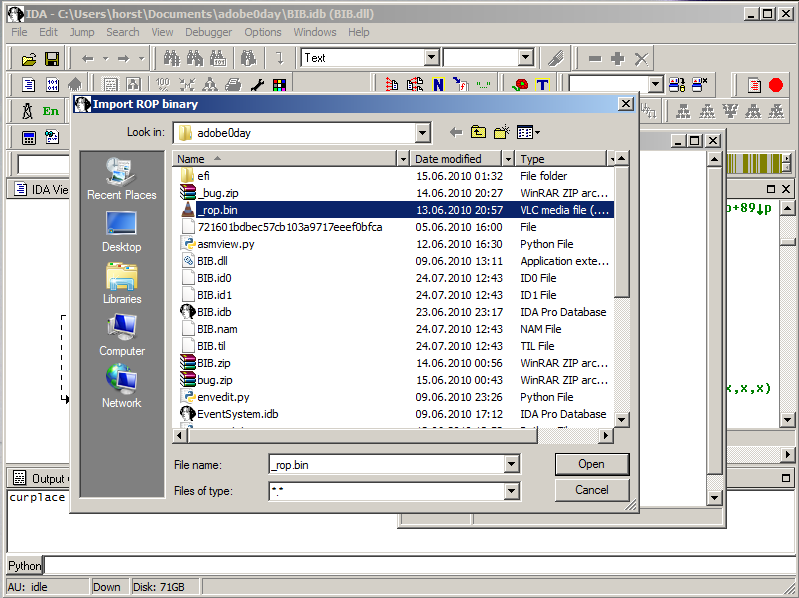 IDA - C:\Users\horst\Documents\adobe0day\BIB.idb (BIB.dll)
File Edit Jump Search View Debugger Options Windows Help
Text
En
Import ROP binary
Look in: adobe0day
Name Date modified Type
efi 15.06.2010 01:32 File folder
_bug.zip 14.06.2010 20:27 WinRAR ZIP arc...
_rop.bin 13.06.2010 20:57 VLC media file (....
721601bdbec57cb103a9717eeef0bfca 05.06.2010 16:00 File
asmview.py 12.06.2010 16:30 Python File
BIB.dll 09.06.2010 13:11 Application exte...
BIB.id0 24.07.2010 12:43 ID0 File
BIB.id1 24.07.2010 12:43 ID1 File
BIB.idb 23.06.2010 23:17 IDA Pro Database
BIB.nam 24.07.2010 12:43 NAM File
BIB.til 24.07.2010 12:43 TIL File
BIB.zip 14.06.2010 00:56 WinRAR ZIP arc...
bug.zip 15.06.2010 00:43 WinRAR ZIP arc...
envedit.py 09.06.2010 23:26 Python File
EventSystem.idb 09.06.2010 17:12 IDA Pro Database
Recent Places
Desktop
Libraries
Computer
Network
File name: _rop.bin Open
Files of type: *.* Cancel
IDA Vie
p+89↓p
x,x,x)
Output
curplace
Python
AU: idle Down Disk: 71GB